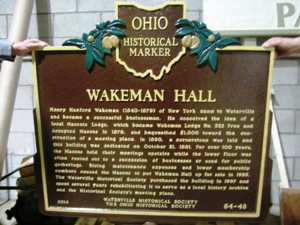 OHIO
HISTORICAL
MARKER
PA
WAKEMAN HALL
Henry Hanford Wakeman (1840-1879) of New York came to Waterville
and became a successful businessman. He conceived the idea of a
local Masonic Lodge, which became Wakeman Lodge No. 522 Free and
Accepted Masons in 1879, and bequeathed $1,000 toward the con-
struction of a meeting place. In 1880, a cornerstone was laid and
this building was dedicated on October 21, 1881. For over 100 years,
the Masons held their meetings upstairs while the lower floor was
often rented out to a succession of businesses or used for public
gatherings. Rising maintenance expenses and lower membership
numbers caused the Masons to put Wakeman Hall up for sale in 1995.
The Waterville Historical Society purchased the building in 1997 and
spent several years rehabilitating it to serve as a local history archive
and the Historical Society's meeting place.
WATERVILLE HISTORICAL SOCIETY
THE OHIO HISTORICAL SOCIETY
2014
64-48